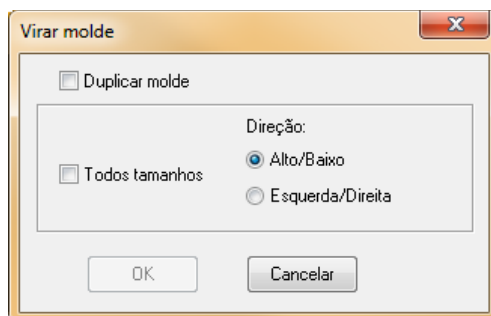 Virar molde
Duplicar molde
Direção:
Todos tamanhos
Alto/Baixo
Esquerda/Direita
OK
Cancelar